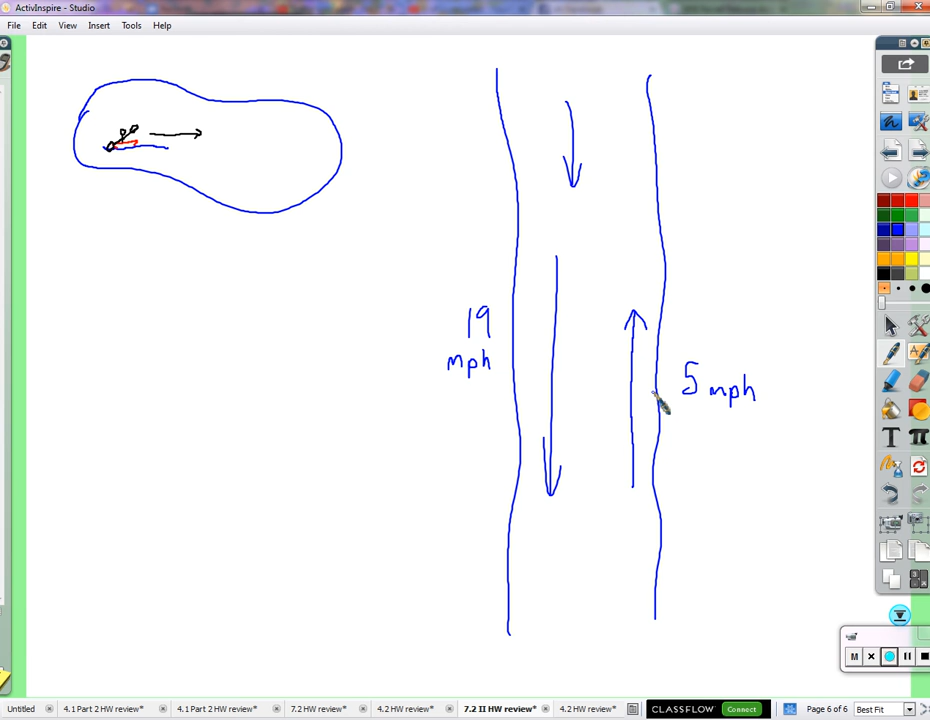 ActivInspire - Studio
File Edit View Insert Tools Help
19
mph
5 mph
Untitled 4.1 Part 2 HW review* 4.1 Part 2 HW review* 7.2 HW review* 4.2 HW review* 7.2 II HW review* 4.2 HW review* CLASSFLOW Connect Page 6 of 6 Best Fit
M